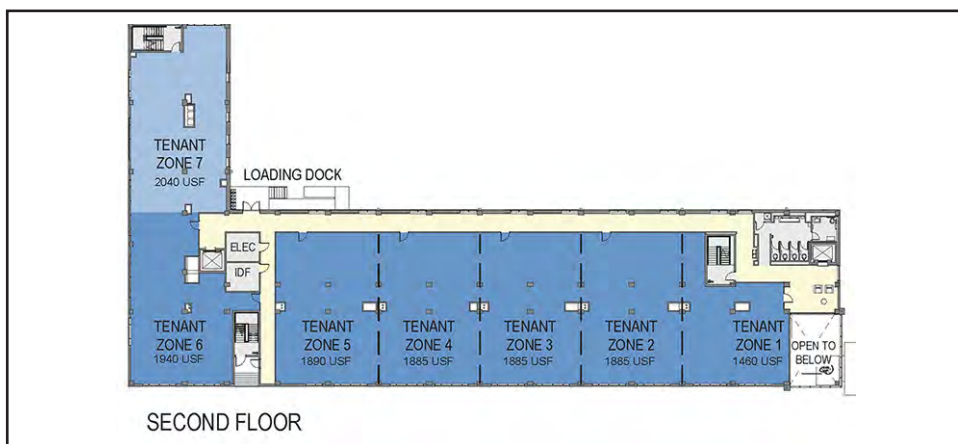 TENANT
ZONE 7
2040 USF
LOADING DOCK
ELEC
IDF
TENANT
ZONE 6
1940 USF
TENANT
ZONE 5
1890 USF
TENANT
ZONE 4
1885 USF
TENANT
ZONE 3
1885 USF
TENANT
ZONE 2
1885 USF
TENANT
ZONE 1
1460 USF
OPEN TO
BELOW
SECOND FLOOR